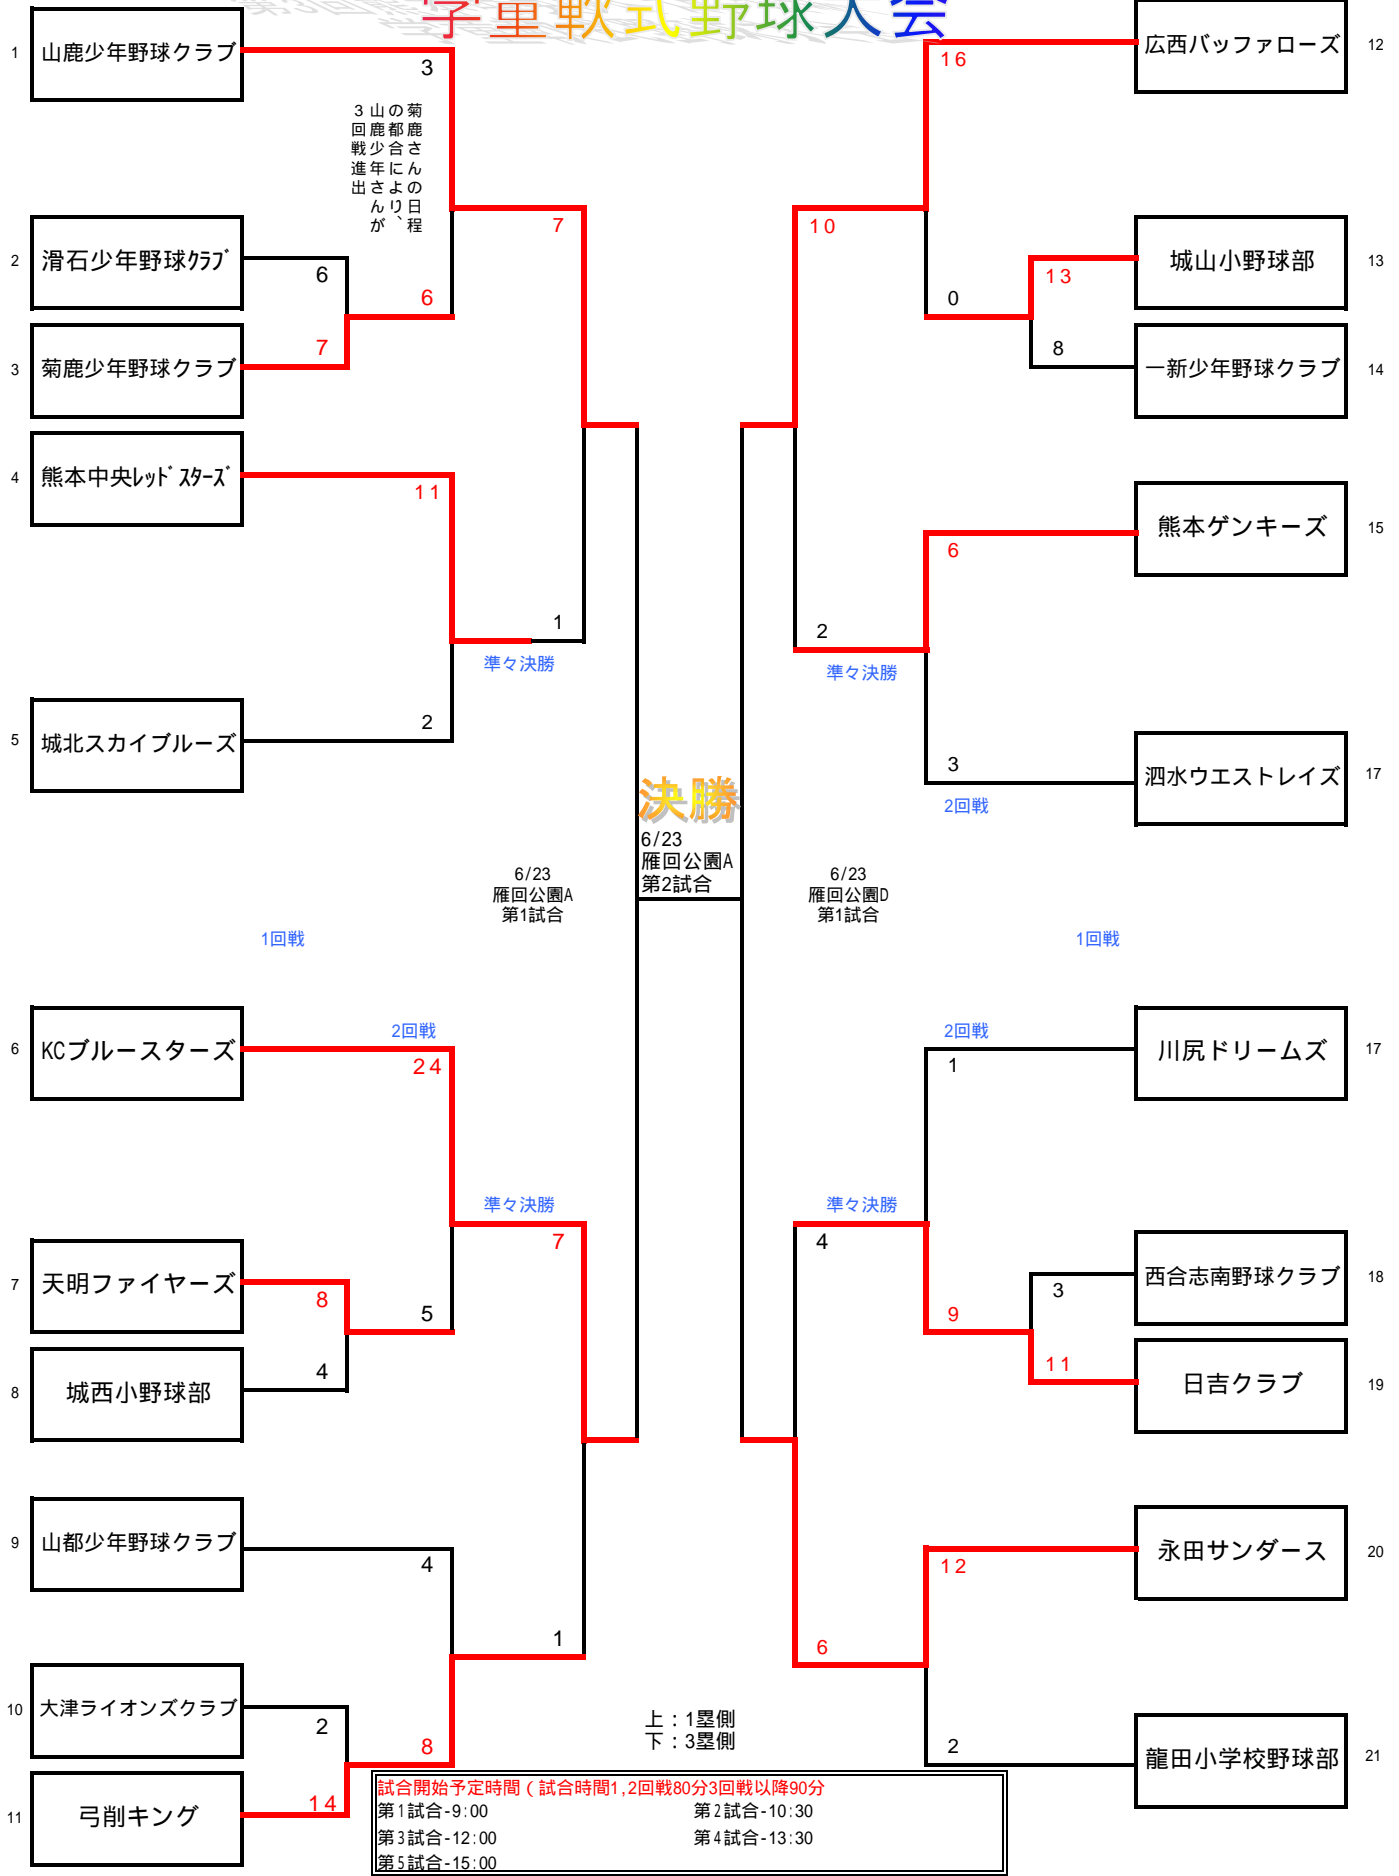 学童軟式野球大会
1
山鹿少年野球クラブ
3
菊鹿さんの日程
の都合により、
山鹿少年さんが
3回戦進出
7
2
滑石少年野球ｸﾗﾌﾞ
6
6
3
菊鹿少年野球クラブ
7
4
熊本中央ﾚｯﾄﾞｽﾀｰｽﾞ
11
1
準々決勝
5
城北スカイブルーズ
2
6/23
雁回公園A
第1試合
1回戦
6
KCブルースターズ
2回戦
24
準々決勝
7
7
天明ファイヤーズ
8
5
8
城西小野球部
4
9
山都少年野球クラブ
4
1
10
大津ライオンズクラブ
2
8
11
弓削キング
14
決勝
6/23
雁回公園A
第2試合
12
広西バッファローズ
16
10
13
城山小野球部
13
0
14
一新少年野球クラブ
8
15
熊本ゲンキーズ
6
2
準々決勝
17
泗水ウエストレイズ
3
2回戦
6/23
雁回公園D
第1試合
1回戦
17
川尻ドリームズ
2回戦
1
準々決勝
4
18
西合志南野球クラブ
3
9
19
日吉クラブ
11
20
永田サンダース
12
6
21
龍田小学校野球部
2
上：1塁側
下：3塁側
試合開始予定時間（試合時間1,2回戦80分3回戦以降90分
第1試合-9:00 第2試合-10:30
第3試合-12:00 第4試合-13:30
第5試合-15:00